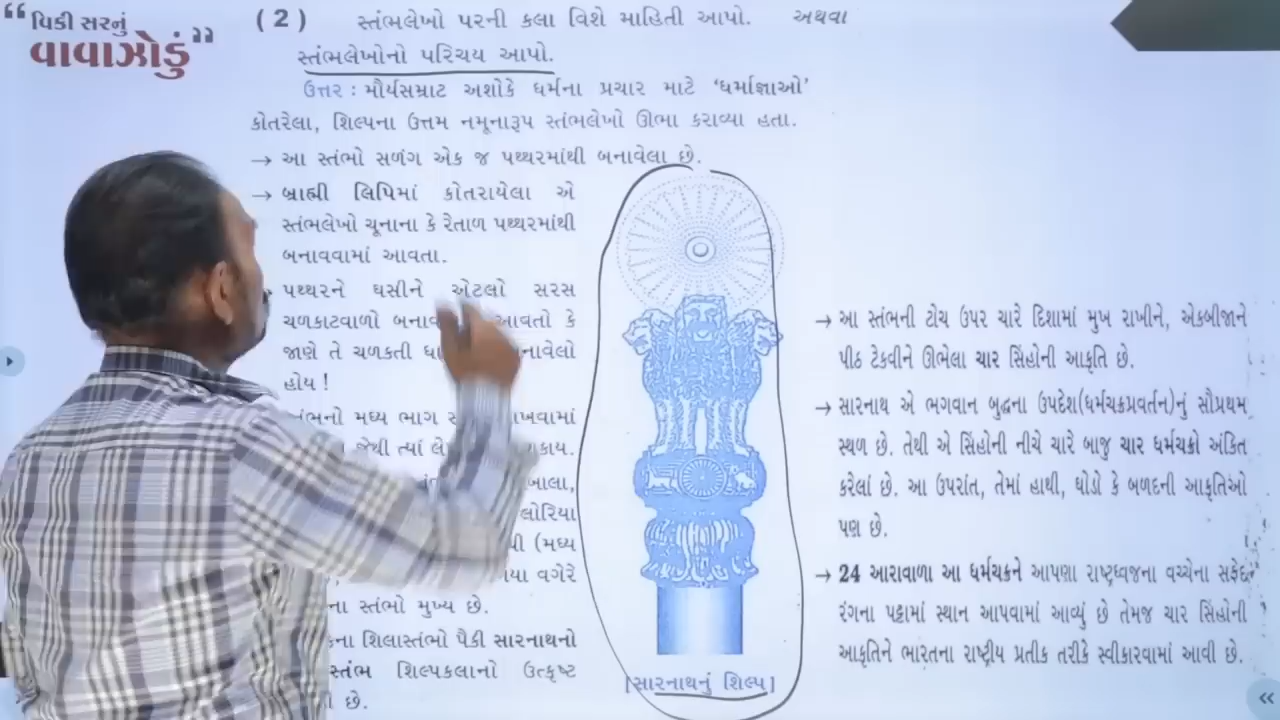 “ વિકી સરનું
વાવાઝોડું ”
( 2 ) સ્તંભલેખો પરની કલા વિશે માહિતી આપો. અથવા
સ્તંભલેખોનો પરિચય આપો.
ઉત્તર : મૌર્યસમ્રાટ અશોકે ધર્મના પ્રચાર માટે ‘ધર્માજ્ઞાઓ’
કોતરેલા, શિલ્પના ઉત્તમ નમૂનારૂપ સ્તંભલેખો ઊભા કરાવ્યા હતા.
→ આ સ્તંભો સળંગ એક જ પથ્થરમાંથી બનાવેલા છે.
→ બ્રાહ્મી લિપિમાં કોતરાયેલા એ
સ્તંભલેખો ચૂનાના કે રેતાળ પથ્થરમાંથી
બનાવવામાં આવતા.
પથ્થરને ઘસીને એટલો સરસ
ચળકાટવાળો આવતો કે
જાણે તે ચળકતી
હોય !
મધ્ય ભાગ
જેથી ત્યાં
લોરિયા
(મધ્ય
વગેરે
સ્તંભો મુખ્ય છે.
શિલાસ્તંભો પૈકી સારનાથનો
સ્તંભ શિલ્પકલાનો ઉત્કૃષ્ટ
છે.
[સારનાથનું શિલ્પ]
→ આ સ્તંભની ટોચ ઉપર ચારે દિશામાં મુખ રાખીને, એકબીજાને
પીઠ ટેકવીને ઊભેલા ચાર સિંહોની આકૃતિ છે.
→ સારનાથ એ ભગવાન બુદ્ધના ઉપદેશ(ધર્મચક્રપ્રવર્તન)નું સૌપ્રથમ
સ્થળ છે. તેથી એ સિંહોની નીચે ચારે બાજુ ચાર ધર્મચક્રો અંકિત
કરેલાં છે. આ ઉપરાંત, તેમાં હાથી, ઘોડો કે બળદની આકૃતિઓ
પણ છે.
→ 24 આરાવાળા આ ધર્મચક્રને આપણા રાષ્ટ્રધ્વજના વચ્ચેના સફેદ
રંગના પટ્ટામાં સ્થાન આપવામાં આવ્યું છે તેમજ ચાર સિંહોની
આકૃતિને ભારતના રાષ્ટ્રીય પ્રતીક તરીકે સ્વીકારવામાં આવી છે.